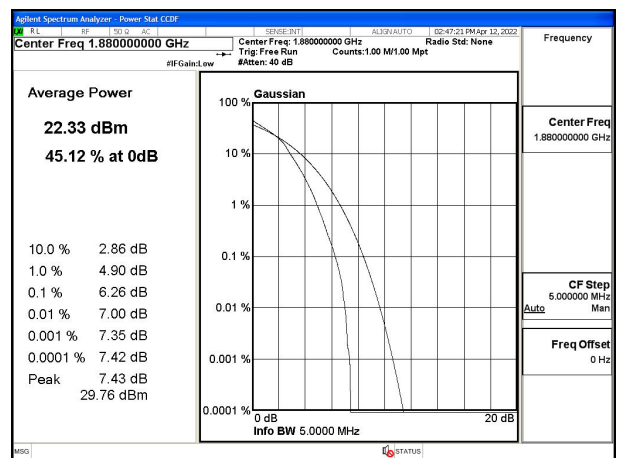 Agilent Spectrum Analyzer - Power Stat CCDF
LXI RL RF 50 Ω AC SENSE:INT ALIGN AUTO 02:47:21 PM Apr 12, 2022
Center Freq 1.880000000 GHz
Center Freq: 1.880000000 GHz Radio Std: None
Trig: Free Run Counts:1.00 M/1.00 Mpt
#IFGain:Low #Atten: 40 dB
Frequency
Average Power
22.33 dBm
45.12 % at 0dB
10.0 % 2.86 dB
1.0 % 4.90 dB
0.1 % 6.26 dB
0.01 % 7.00 dB
0.001 % 7.35 dB
0.0001 % 7.42 dB
Peak 7.43 dB
29.76 dBm
Gaussian
100 %
10 %
1 %
0.1 %
0.01 %
0.001 %
0.0001 %
0 dB 20 dB
Info BW 5.0000 MHz
Center Freq
1.880000000 GHz
CF Step
5.000000 MHz
Auto Man
Freq Offset
0 Hz
MSG STATUS